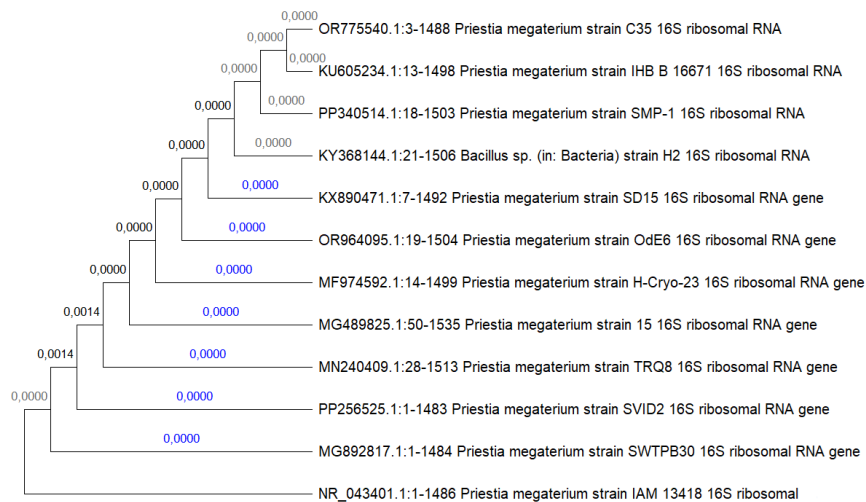 0,0000
OR775540.1:3-1488 Priestia megaterium strain C35 16S ribosomal RNA
0,0000
0,0000
KU605234.1:13-1498 Priestia megaterium strain IHB B 16671 16S ribosomal RNA
0,0000
0,0000
PP340514.1:18-1503 Priestia megaterium strain SMP-1 16S ribosomal RNA
0,0000
0,0000
KY368144.1:21-1506 Bacillus sp. (in: Bacteria) strain H2 16S ribosomal RNA
0,0000
0,0000
KX890471.1:7-1492 Priestia megaterium strain SD15 16S ribosomal RNA gene
0,0000
0,0000
OR964095.1:19-1504 Priestia megaterium strain OdE6 16S ribosomal RNA gene
0,0000
0,0000
MF974592.1:14-1499 Priestia megaterium strain H-Cryo-23 16S ribosomal RNA gene
0,0014
0,0000
MG489825.1:50-1535 Priestia megaterium strain 15 16S ribosomal RNA gene
0,0014
0,0000
MN240409.1:28-1513 Priestia megaterium strain TRQ8 16S ribosomal RNA gene
0,0000
0,0000
PP256525.1:1-1483 Priestia megaterium strain SVID2 16S ribosomal RNA gene
0,0000
MG892817.1:1-1484 Priestia megaterium strain SWTPB30 16S ribosomal RNA gene
NR_043401.1:1-1486 Priestia megaterium strain IAM 13418 16S ribosomal